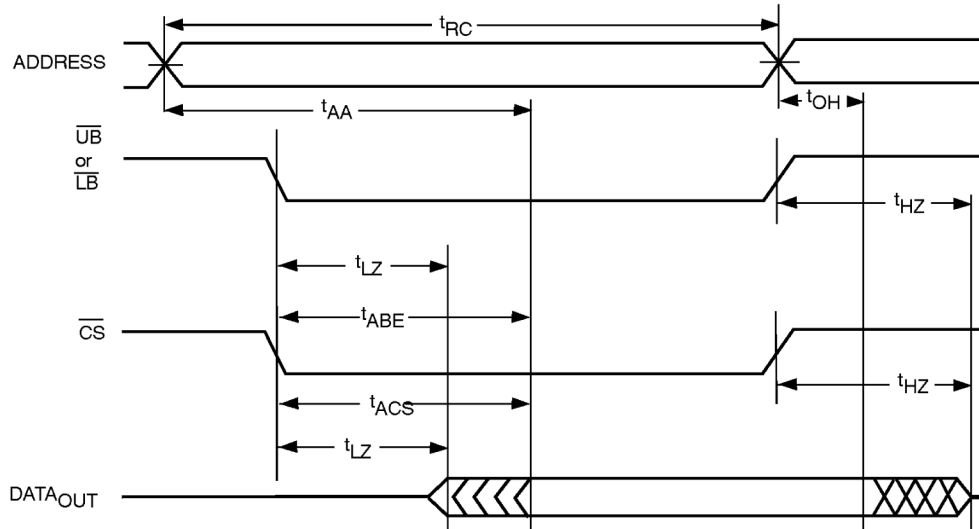 tRC
ADDRESS
tAA
tOH
UB
or
LB
tHZ
tLZ
tABE
CS
tHZ
tACS
tLZ
DATAOUT